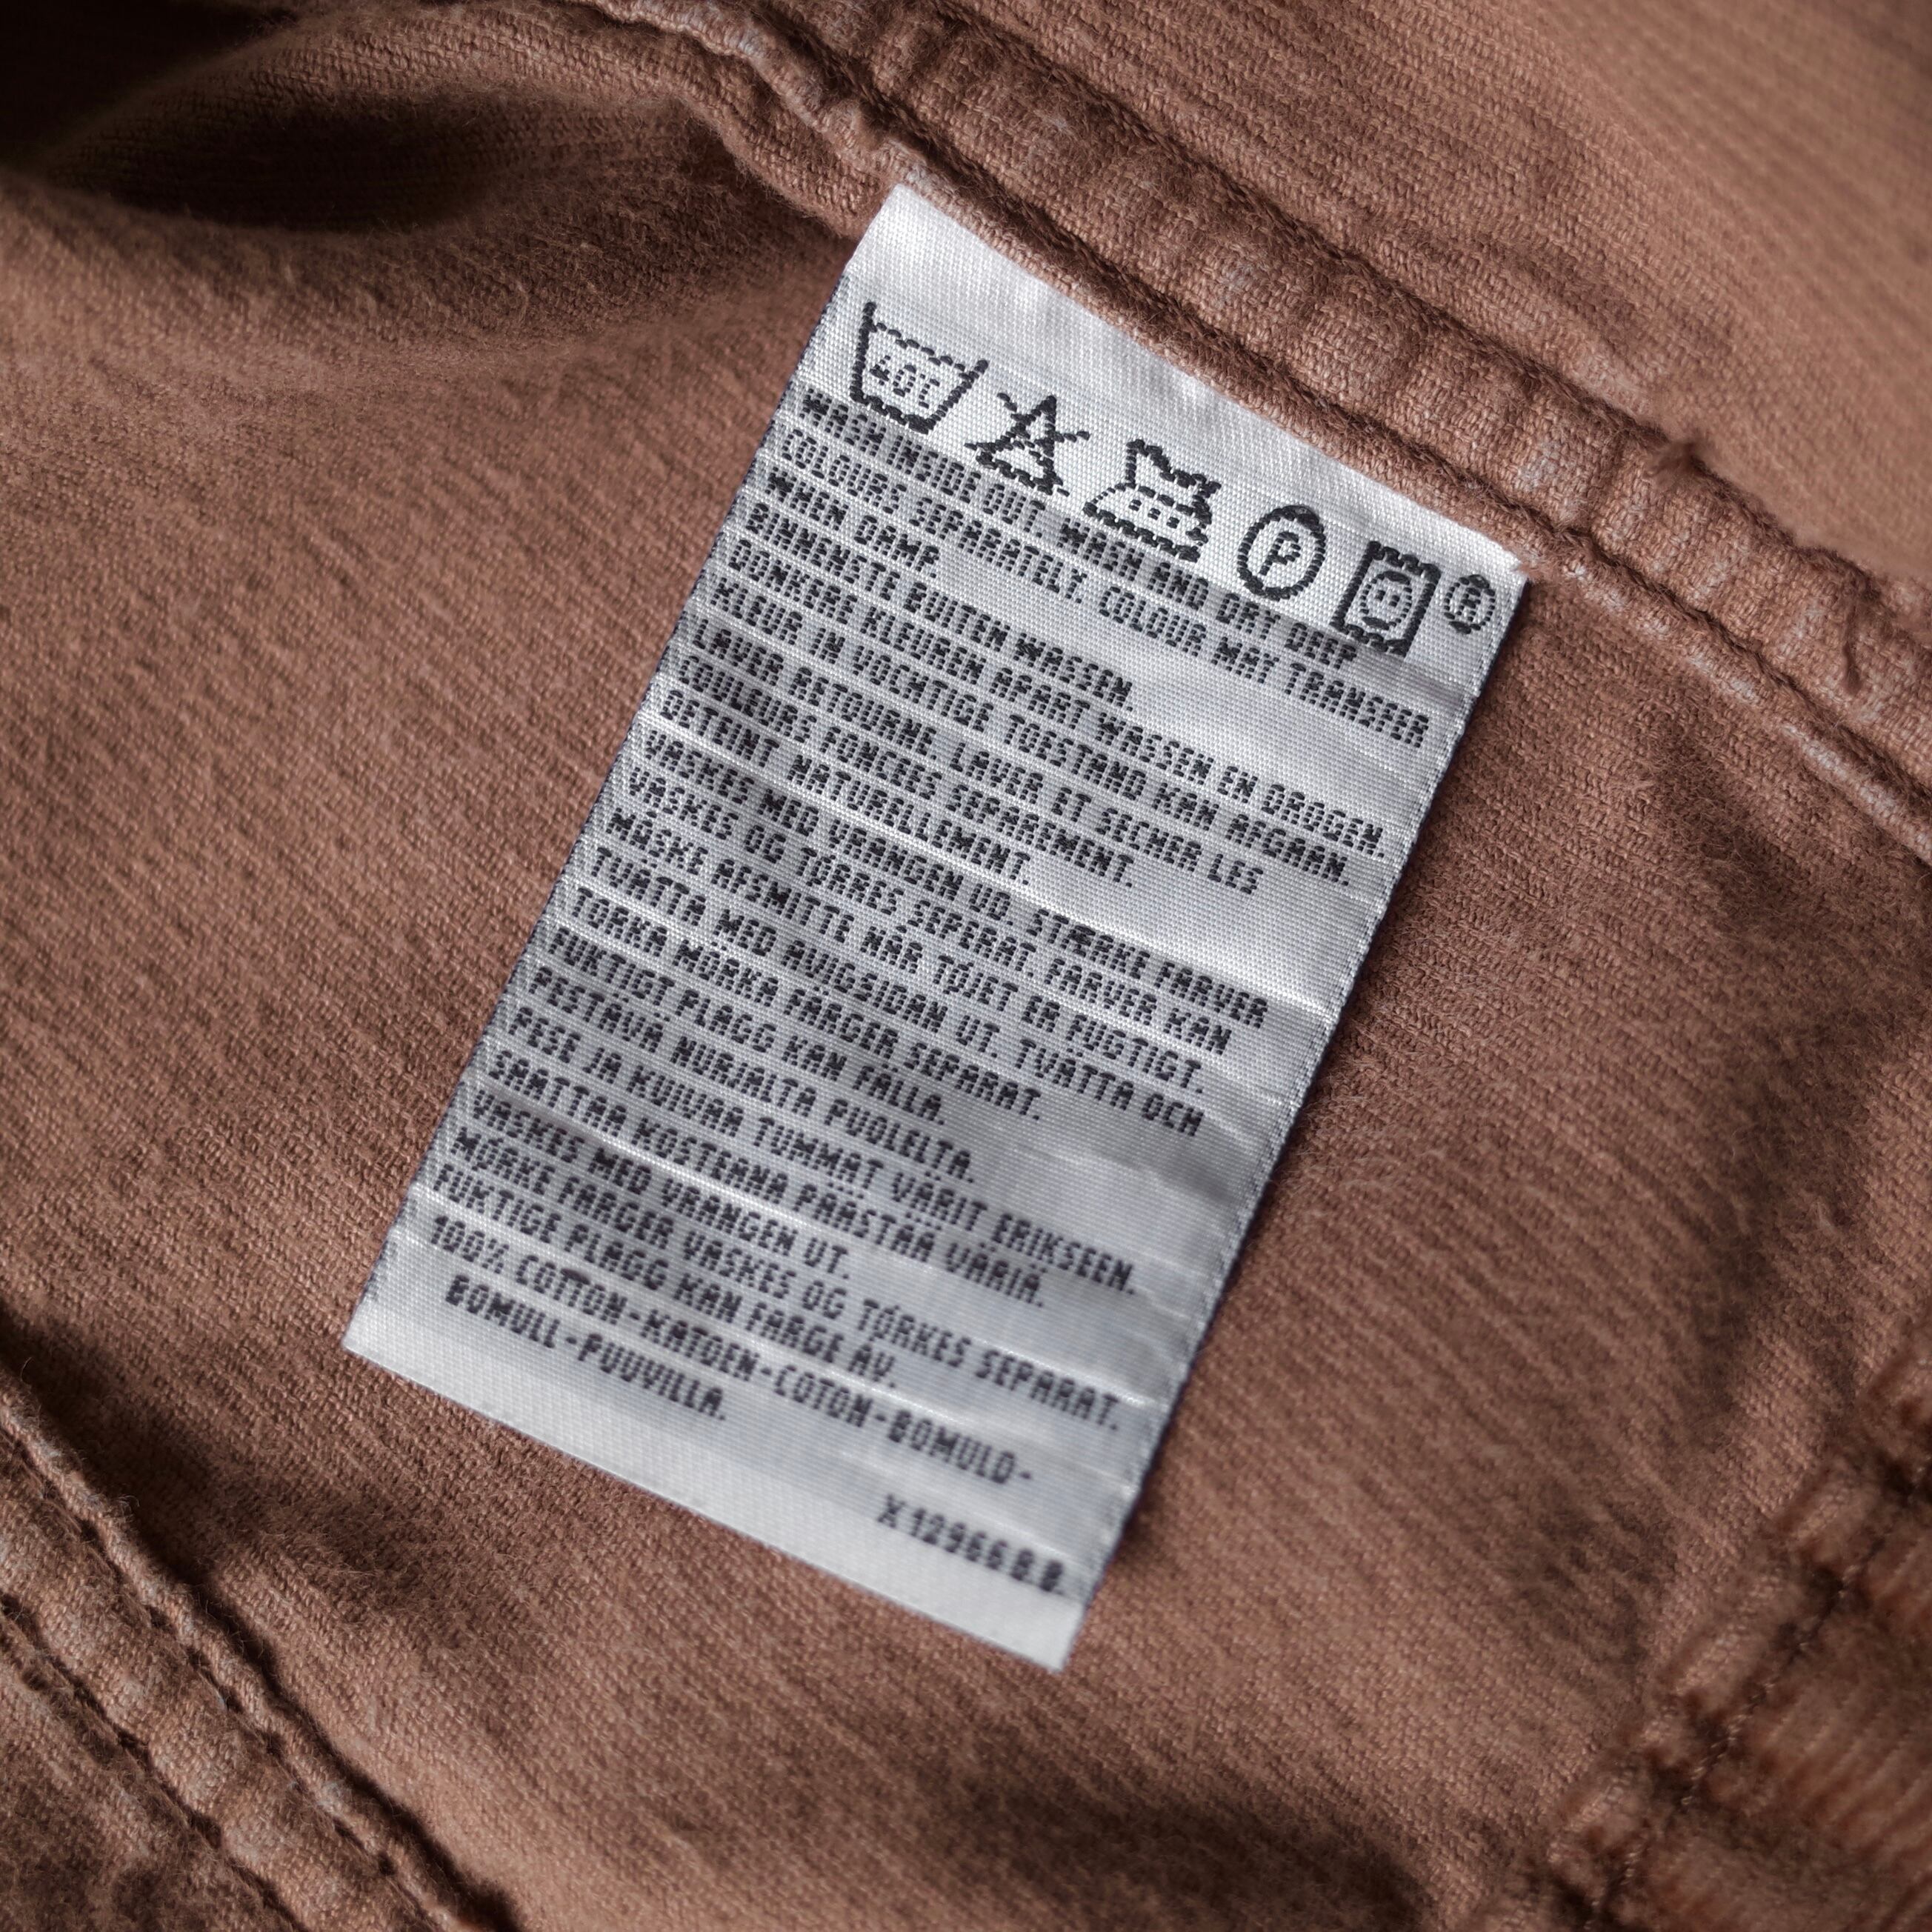 40C P ®
WASH INSIDE OUT. WASH AND DRY DEEP
COLOURS SEPARATELY. COLOUR MAY TRANSFER
WHEN DAMP.
BINNENSTE BUITEN WASSEN.
DONKERE KLEUREN APART WASSEN EN DROGEN.
KLEUR IN VOCHTIGE TOESTAND KAN AFGAAN.
LAVER RETOURNE. LAVER ET SECHER LES
COULEURS FONCEES SEPAREMENT.
DETEINT NATURELLEMENT.
VASKES MED VRANGEN UD. STÆRKE FARVER
VASKES OG TØRRES SEPERAT. FARVER KAN
MÅSKE AFSMITTE NÅR TØJET ER FUGTIGT.
TVÄTTA MED AVIGSIDAN UT. TVÄTTA OCH
TORKA MÖRKA FÄRGER SEPARAT.
FUKTIGT PLAGG KAN FÄLLA.
PESTÄVÄ NURJALTA PUOLELTA.
PESE JA KUIVAA TUMMAT VÄRIT ERIKSEEN.
SAATTAA KOSTEANA PÄÄSTÄÄ VÄRIÄ.
VASKES MED VRANGEN UT.
MØRKE FARGER VASKES OG TØRKES SEPARAT.
FUKTIGE PLAGG KAN FARGE AV.
100% COTTON-KATOEN-COTON-BOMULD-
BOMULL-PUUVILLA.